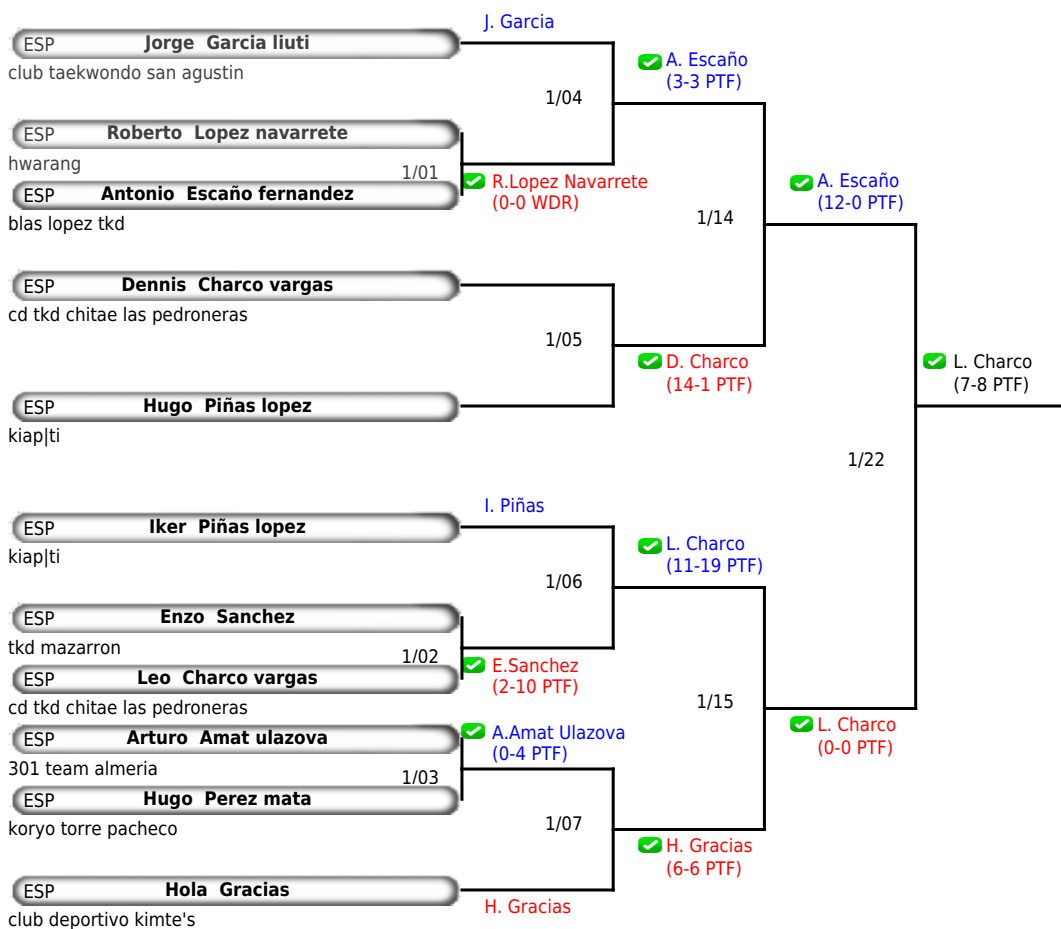 J. Garcia
ESP Jorge Garcia liuti
club taekwondo san agustin
A. Escaño
(3-3 PTF)
1/04
ESP Roberto Lopez navarrete
hwarang
1/01
R.Lopez Navarrete
(0-0 WDR)
ESP Antonio Escaño fernandez
blas lopez tkd
A. Escaño
(12-0 PTF)
1/14
ESP Dennis Charco vargas
cd tkd chitae las pedroneras
1/05
D. Charco
(14-1 PTF)
L. Charco
(7-8 PTF)
ESP Hugo Piñas lopez
kiap|ti
1/22
I. Piñas
ESP Iker Piñas lopez
kiap|ti
L. Charco
(11-19 PTF)
1/06
ESP Enzo Sanchez
tkd mazarron
1/02
E.Sanchez
(2-10 PTF)
ESP Leo Charco vargas
cd tkd chitae las pedroneras
1/15
A.Amat Ulazova
(0-4 PTF)
ESP Arturo Amat ulazova
301 team almeria
L. Charco
(0-0 PTF)
1/03
ESP Hugo Perez mata
koryo torre pacheco
1/07
H. Gracias
(6-6 PTF)
ESP Hola Gracias
club deportivo kimte's
H. Gracias